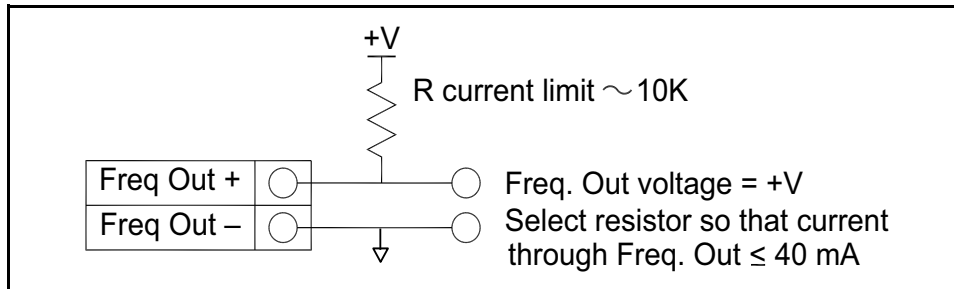 +V
R current limit ～10K
Freq Out +
Freq. Out voltage = +V
Freq Out –
Select resistor so that current
through Freq. Out ≤ 40 mA